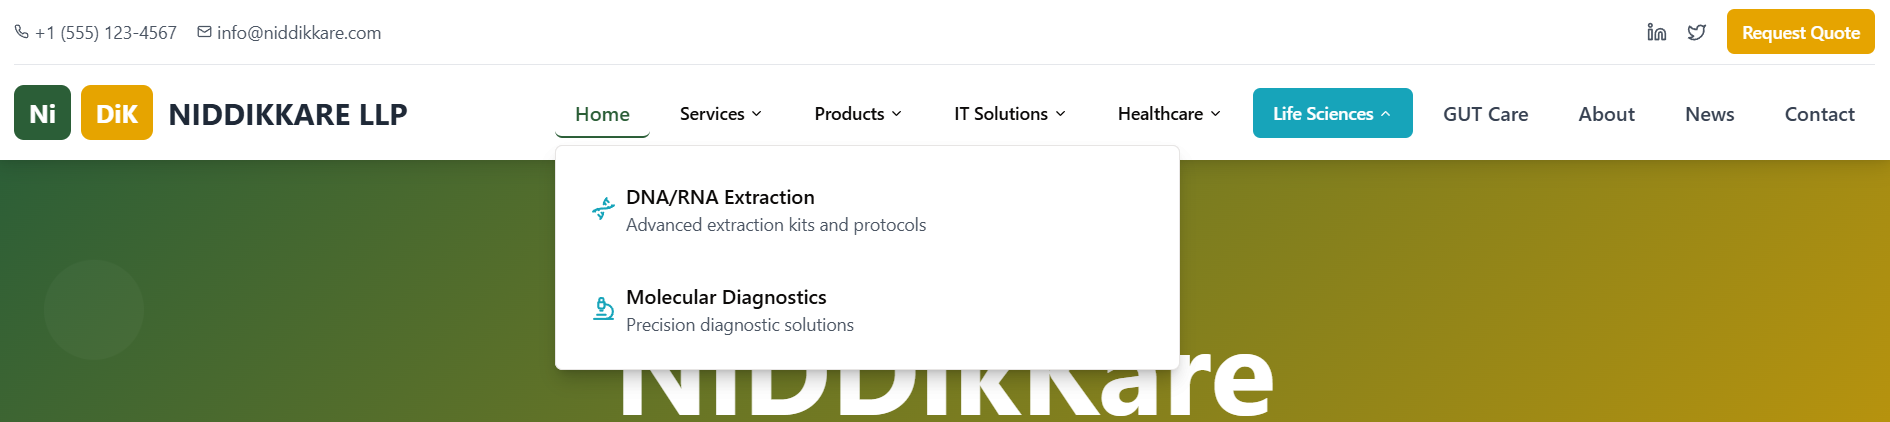 +1 (555) 123-4567 info@niddikkare.com Request Quote
Ni DiK NIDDIKKARE LLP Home Services Products IT Solutions Healthcare Life Sciences GUT Care About News Contact
DNA/RNA Extraction
Advanced extraction kits and protocols
Molecular Diagnostics
Precision diagnostic solutions
NIDDikKare